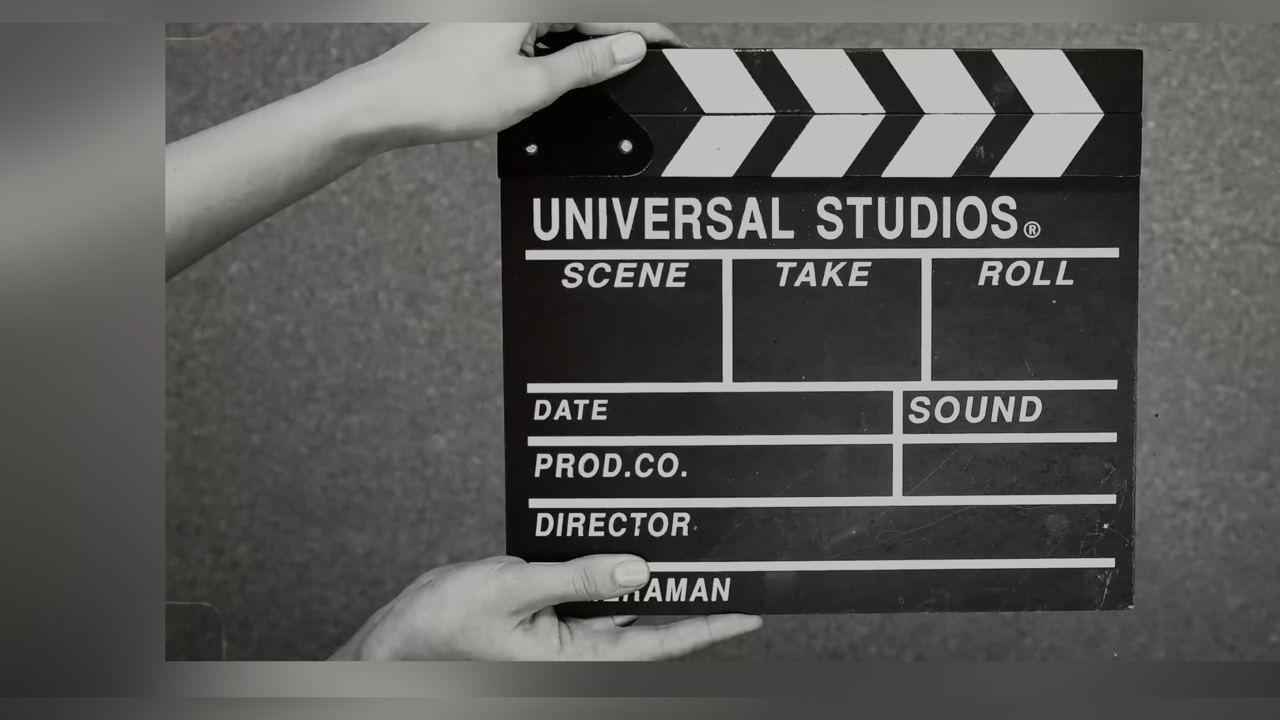 UNIVERSAL STUDIOS®
SCENE TAKE ROLL
DATE SOUND
PROD.CO.
DIRECTOR